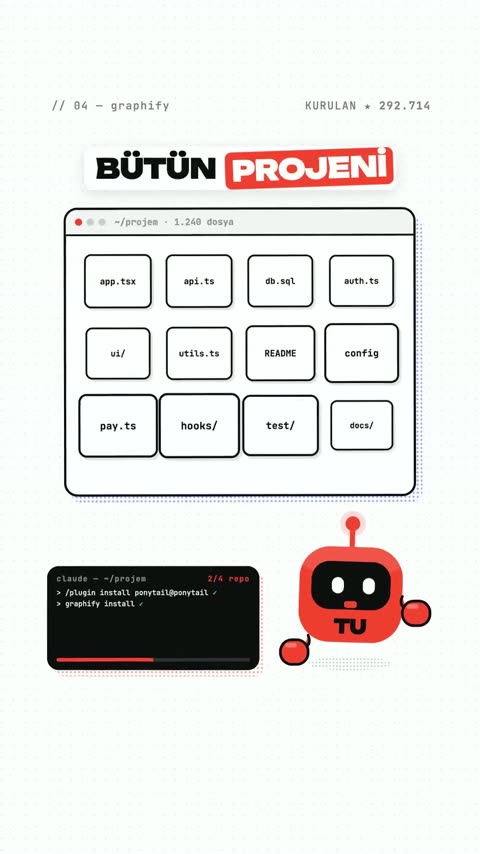 // 04 — graphify
KURULAN ★ 292.714
BÜTÜN PROJENİ
~/projem · 1.240 dosya
app.tsx api.ts db.sql auth.ts
ui/ utils.ts README config
pay.ts hooks/ test/ docs/
claude — ~/projem 2/4 repo
> /plugin install ponytail@ponytail ✓
> graphify install ✓
TU